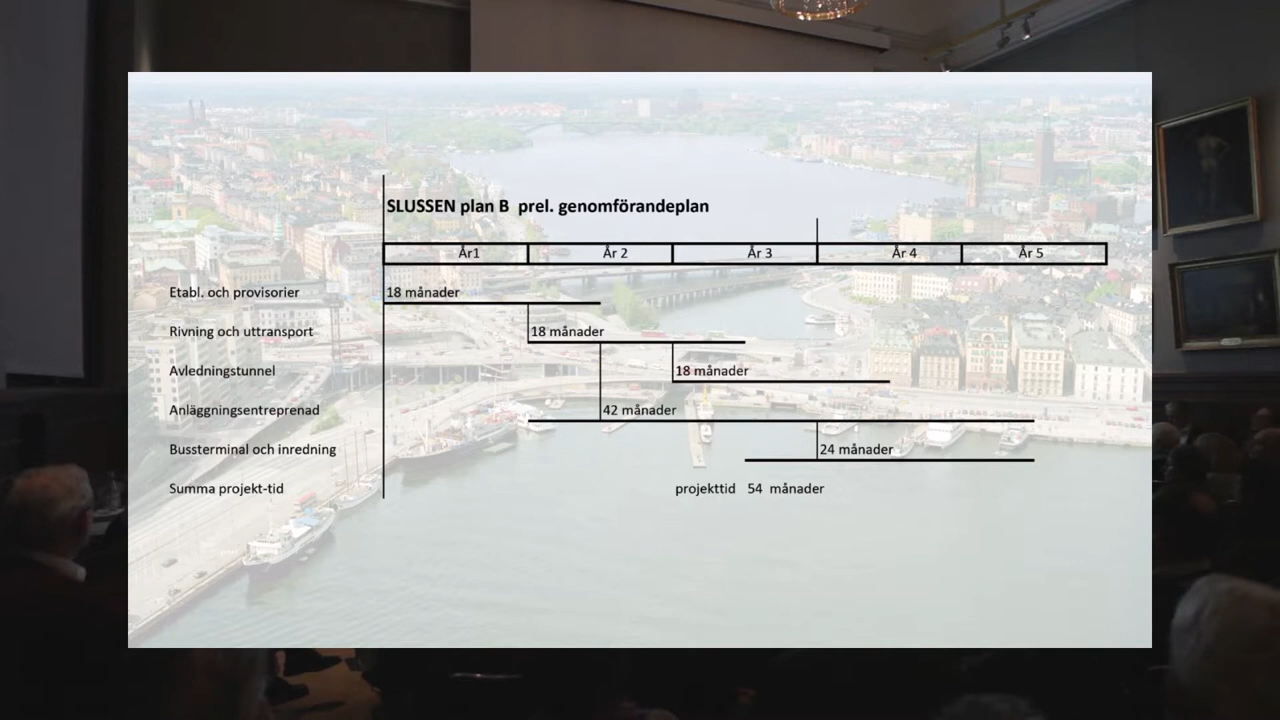 SLUSSEN plan B prel. genomförandeplan
År1 År 2 År 3 År 4 År 5
Etabl. och provisorier 18 månader
Rivning och uttransport 18 månader
Avledningstunnel 18 månader
Anläggningsentreprenad 42 månader
Bussterminal och inredning 24 månader
Summa projekt-tid projekttid 54 månader